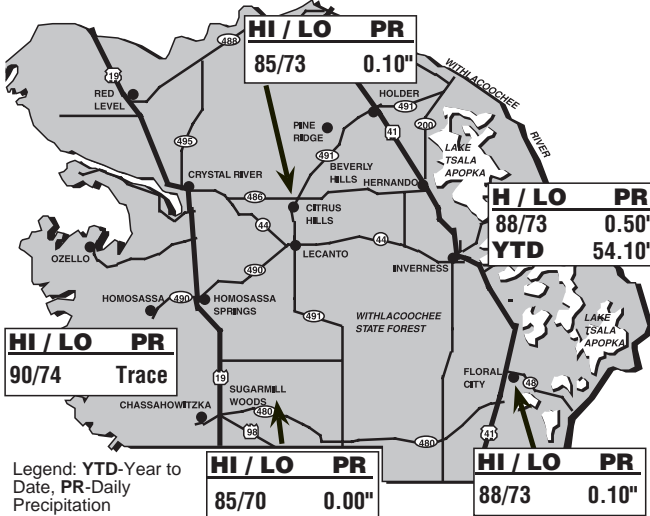 HI / LO PR
85/73 0.10"
488
19
RED
LEVEL
WITHLACOOCHEE
RIVER
HOLDER
491
PINE
RIDGE
41
200
495
LAKE
TSALA
APOPKA
491
BEVERLY
HILLS
HERNANDO
CRYSTAL RIVER
486
CITRUS
HILLS
H / LO PR
88/73 0.50"
YTD 54.10"
44
44
OZELLO
LECANTO
INVERNESS
490
HOMOSASSA
490
HOMOSASSA
SPRINGS
491
WITHLACOOCHEE
STATE FOREST
LAKE
TSALA
APOPKA
HI / LO PR
90/74 Trace
19
SUGARMILL
WOODS
FLORAL
CITY
48
CHASSAHOWITZKA
480
98
480
41
Legend: YTD-Year to
Date, PR-Daily
Precipitation
HI / LO PR
85/70 0.00"
HI / LO PR
88/73 0.10"